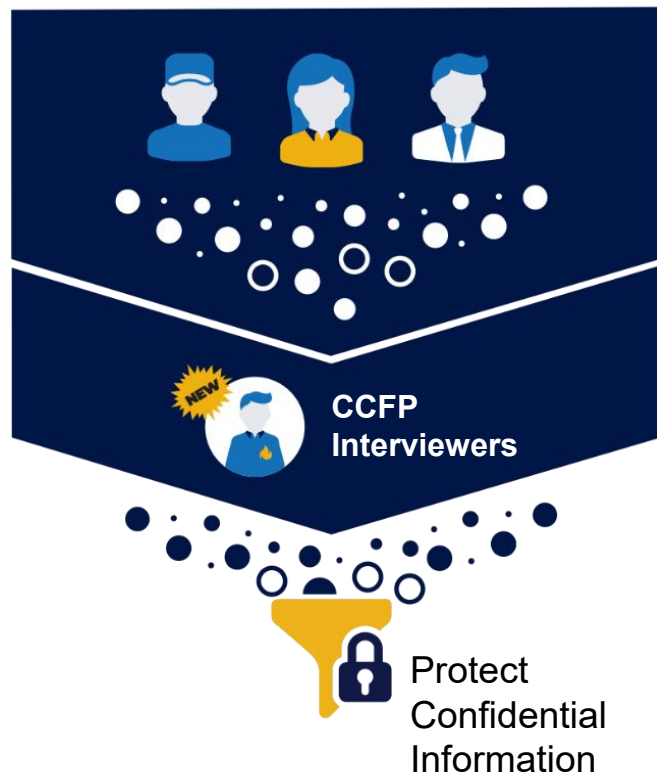 NEW
CCFP
Interviewers
Protect
Confidential
Information